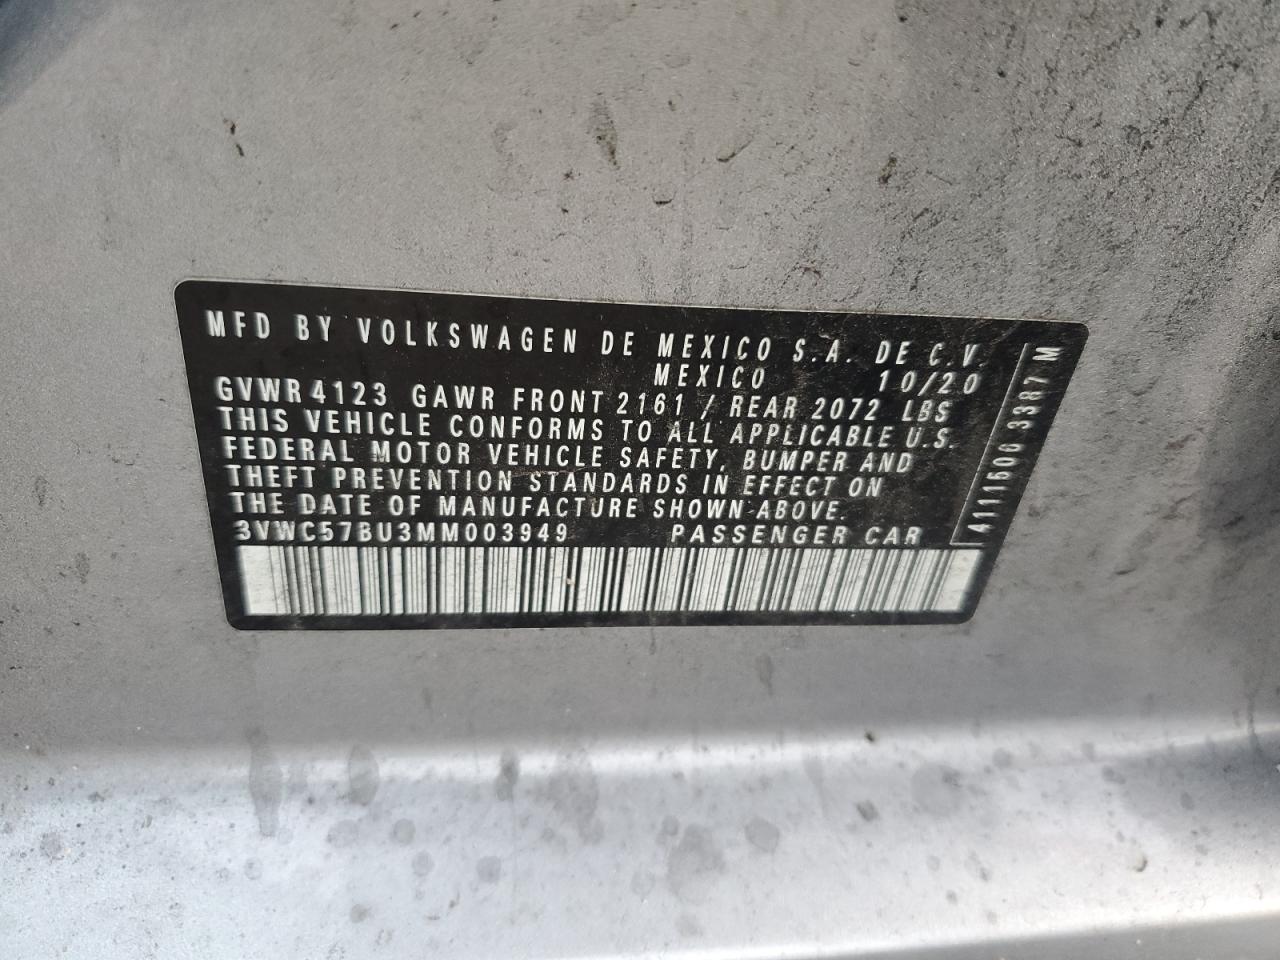 MFD BY VOLKSWAGEN DE MEXICO S.A. DE C.V.
MEXICO 10/20
GVWR 4123 GAWR FRONT 2161 / REAR 2072 LBS
THIS VEHICLE CONFORMS TO ALL APPLICABLE U.S.
FEDERAL MOTOR VEHICLE SAFETY, BUMPER AND
THEFT PREVENTION STANDARDS IN EFFECT ON
THE DATE OF MANUFACTURE SHOWN ABOVE.
3VWC57BU3MM003949 PASSENGER CAR
4111606 3387 M